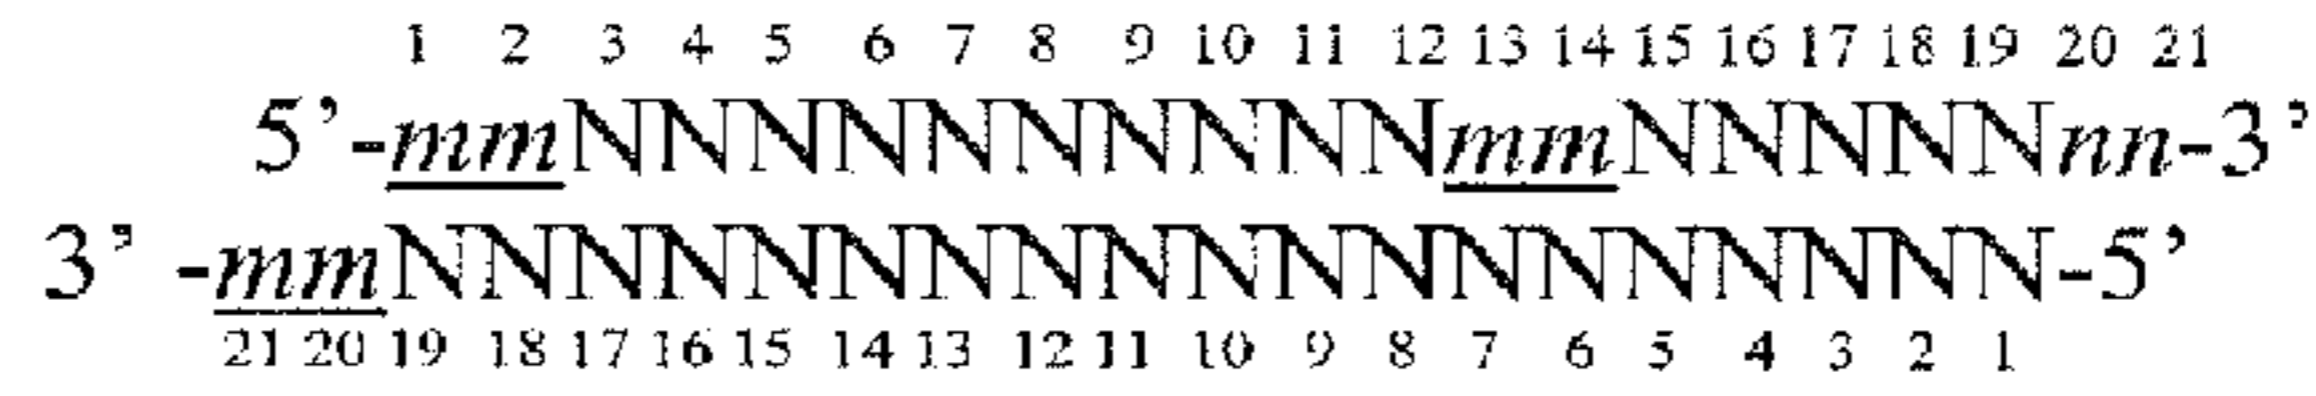 1 2 3 4 5 6 7 8 9 10 11 12 13 14 15 16 17 18 19 20 21
5’-mmNNNNNNNNNNmmNNNNNnn-3’
3’ -mmNNNNNNNNNNNNNNNNNNN-5’
21 20 19 18 17 16 15 14 13 12 11 10 9 8 7 6 5 4 3 2 1